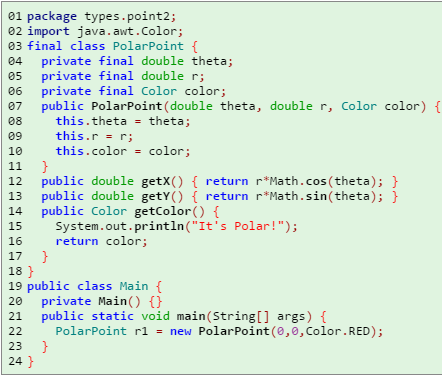 01 package types.point2;
02 import java.awt.Color;
03 final class PolarPoint {
04   private final double theta;
05   private final double r;
06   private final Color color;
07   public PolarPoint(double theta, double r, Color color) {
08     this.theta = theta;
09     this.r = r;
10     this.color = color;
11   }
12   public double getX() { return r*Math.cos(theta); }
13   public double getY() { return r*Math.sin(theta); }
14   public Color getColor() {
15     System.out.println("It's Polar!");
16     return color;
17   }
18 }
19 public class Main {
20   private Main() {}
21   public static void main(String[] args) {
22     PolarPoint r1 = new PolarPoint(0,0,Color.RED);
23   }
24 }